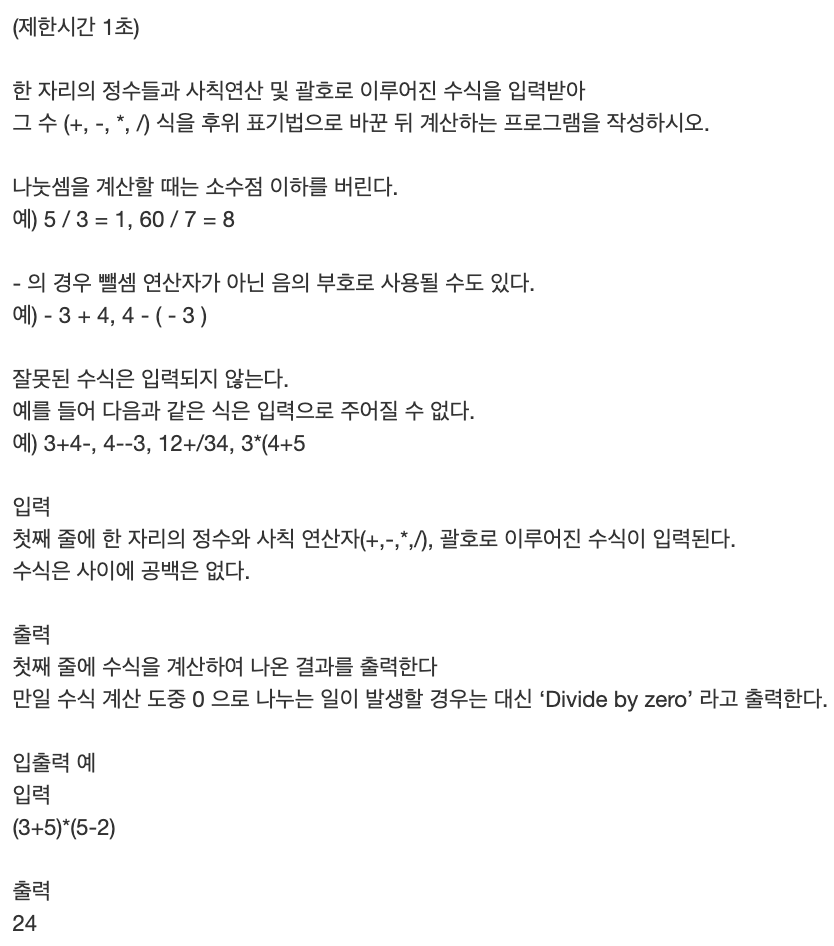 (제한시간 1초)
한 자리의 정수들과 사칙연산 및 괄호로 이루어진 수식을 입력받아
그 수 (+, -, *, /) 식을 후위 표기법으로 바꾼 뒤 계산하는 프로그램을 작성하시오.
나눗셈을 계산할 때는 소수점 이하를 버린다.
예) 5 / 3 = 1, 60 / 7 = 8
- 의 경우 뺄셈 연산자가 아닌 음의 부호로 사용될 수도 있다.
예) - 3 + 4, 4 - ( - 3 )
잘못된 수식은 입력되지 않는다.
예를 들어 다음과 같은 식은 입력으로 주어질 수 없다.
예) 3+4-, 4--3, 12+/34, 3*(4+5
입력
첫째 줄에 한 자리의 정수와 사칙 연산자(+,-,*,/), 괄호로 이루어진 수식이 입력된다.
수식은 사이에 공백은 없다.
출력
첫째 줄에 수식을 계산하여 나온 결과를 출력한다
만일 수식 계산 도중 0 으로 나누는 일이 발생할 경우는 대신 ‘Divide by zero’ 라고 출력한다.
입출력 예
입력
(3+5)*(5-2)
출력
24